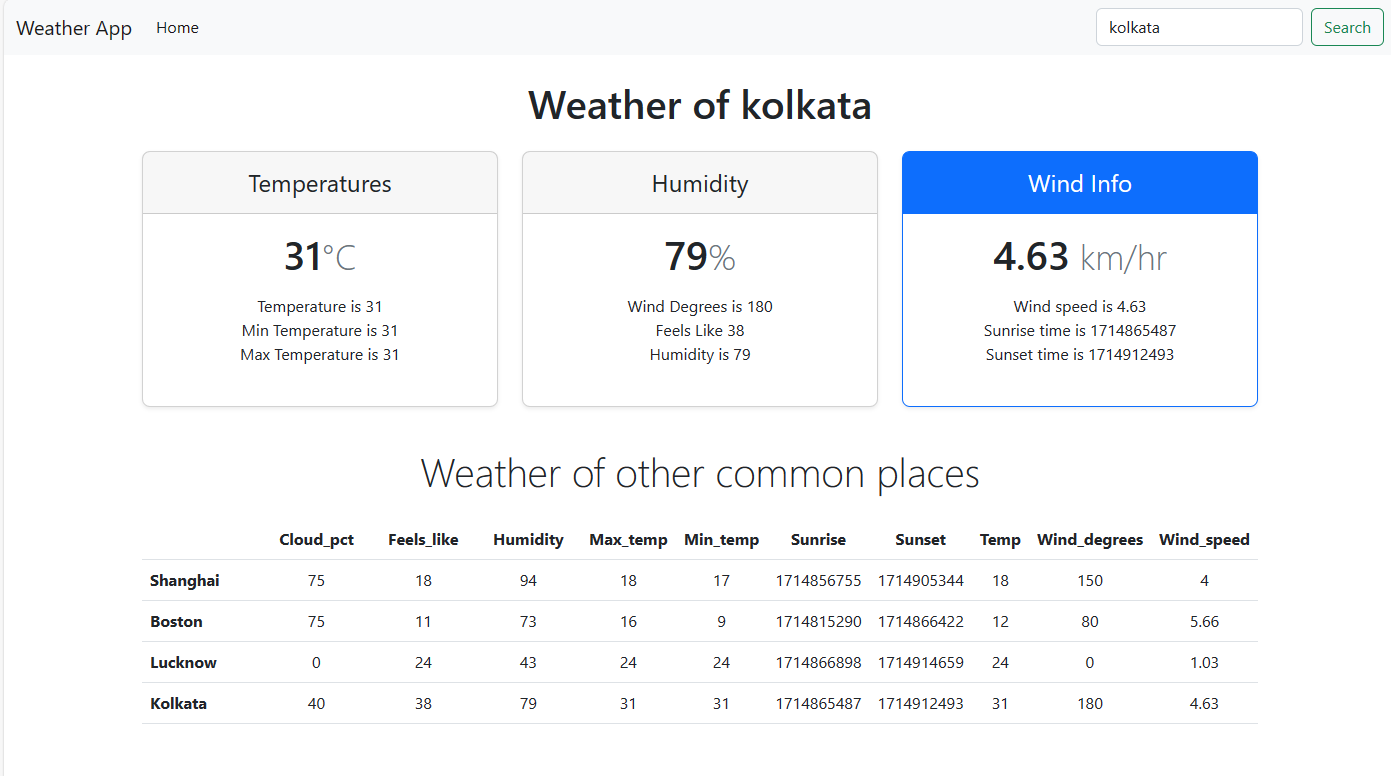 Weather App Home kolkata Search
Weather of kolkata
Temperatures
31°C
Temperature is 31
Min Temperature is 31
Max Temperature is 31
Humidity
79%
Wind Degrees is 180
Feels Like 38
Humidity is 79
Wind Info
4.63 km/hr
Wind speed is 4.63
Sunrise time is 1714865487
Sunset time is 1714912493
Weather of other common places
Cloud_pct Feels_like Humidity Max_temp Min_temp Sunrise Sunset Temp Wind_degrees Wind_speed
Shanghai 75 18 94 18 17 1714856755 1714905344 18 150 4
Boston 75 11 73 16 9 1714815290 1714866422 12 80 5.66
Lucknow 0 24 43 24 24 1714866898 1714914659 24 0 1.03
Kolkata 40 38 79 31 31 1714865487 1714912493 31 180 4.63